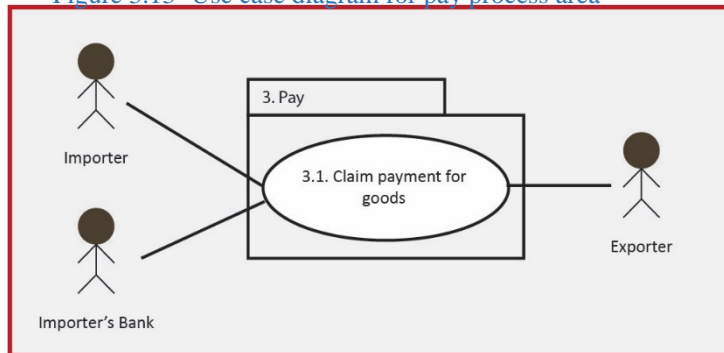 Figure 3.13 Use case diagram for pay process area
3. Pay
Importer
3.1. Claim payment for
goods
Exporter
Importer's Bank